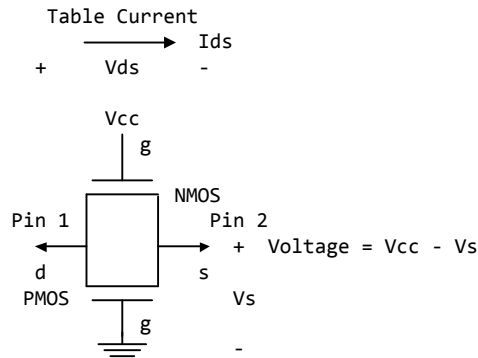 Table Current
Ids
+ Vds -
Vcc
g
NMOS
Pin 1 Pin 2
+ Voltage = Vcc - Vs
d s
PMOS Vs
g
-